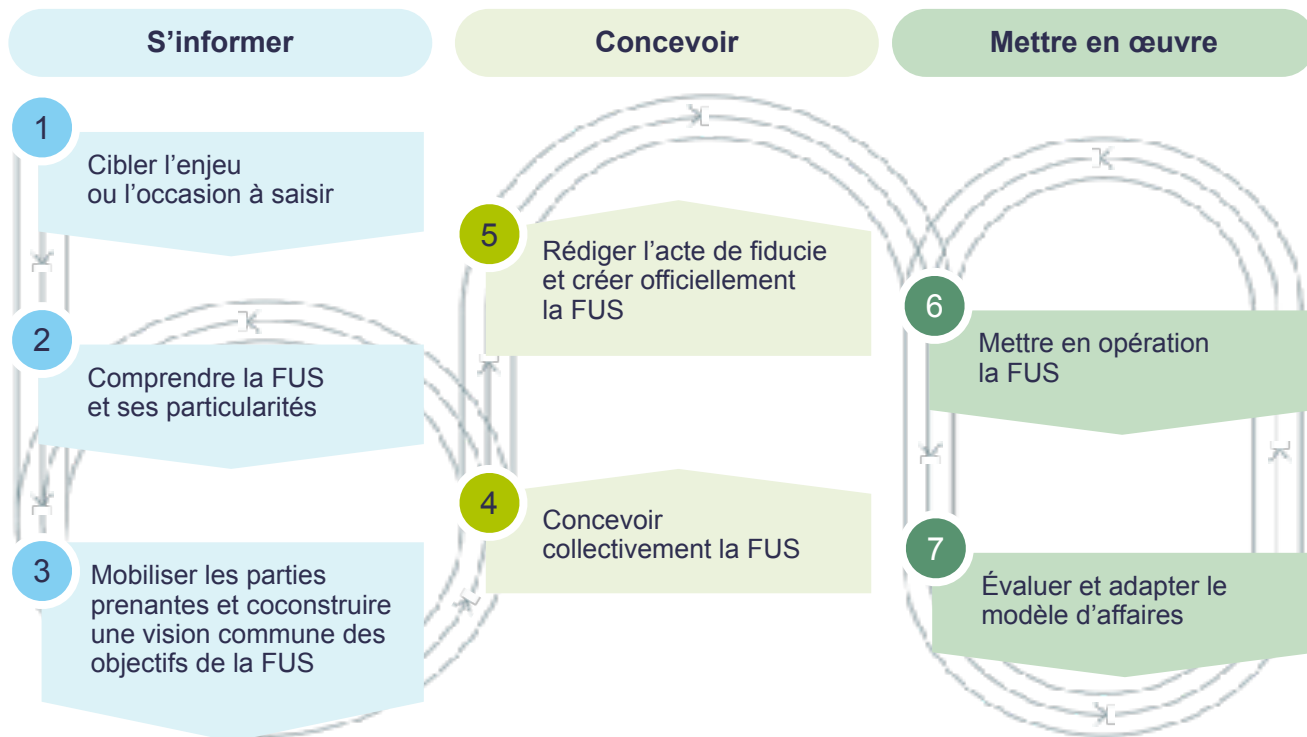 S’informer
Concevoir
Mettre en œuvre
1
Cibler l’enjeu
ou l’occasion à saisir
2
Comprendre la FUS
et ses particularités
3
Mobiliser les parties
prenantes et coconstruire
une vision commune des
objectifs de la FUS
4
Concevoir
collectivement la FUS
5
Rédiger l’acte de fiducie
et créer officiellement
la FUS
6
Mettre en opération
la FUS
7
Évaluer et adapter le
modèle d’affaires